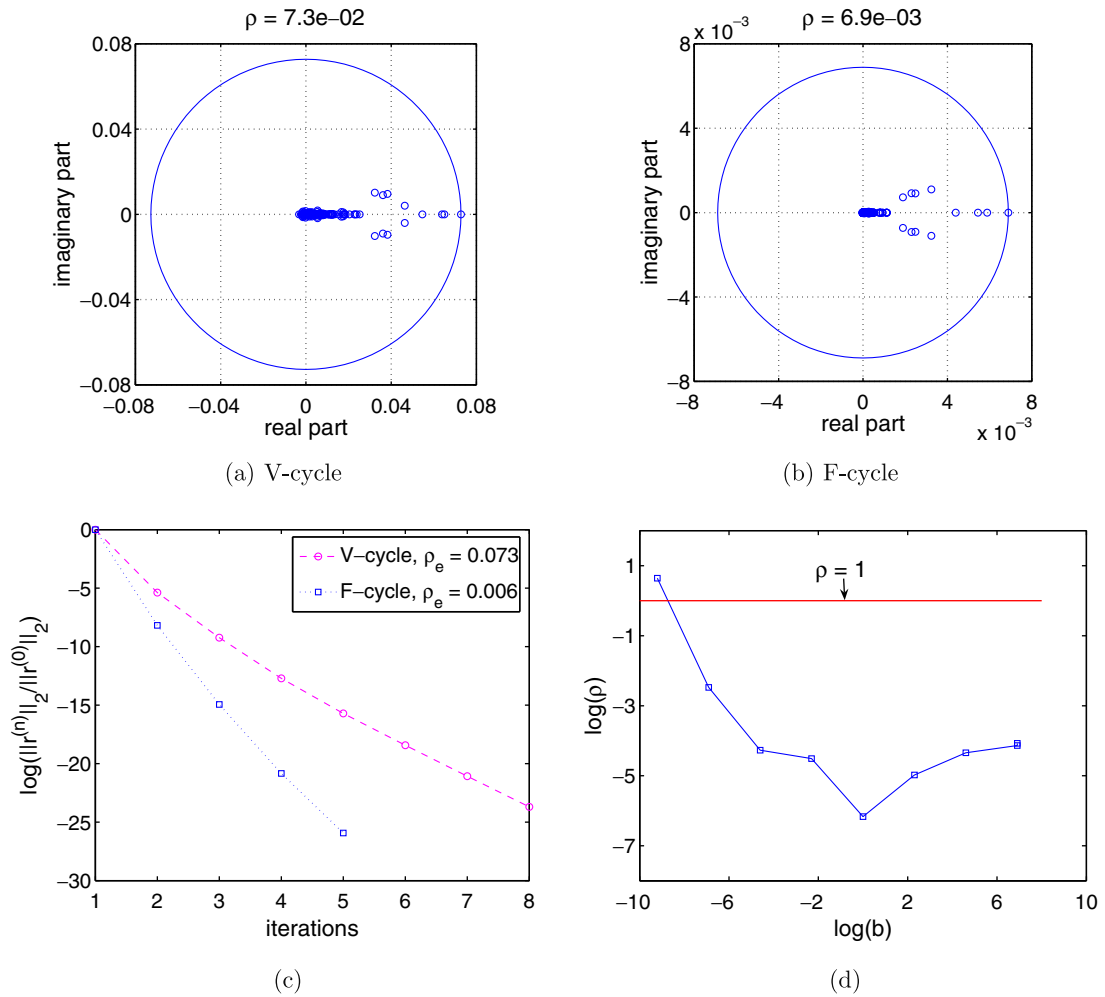 ρ = 7.3e−02
0.08
0.04
0
−0.04
−0.08
imaginary part
−0.08
−0.04
0
0.04
0.08
real part
(a) V-cycle
ρ = 6.9e−03
x 10⁻³
8
4
0
−4
−8
imaginary part
−8
−4
0
4
8
real part
x 10⁻³
(b) F-cycle
0
−5
−10
−15
−20
−25
−30
log(||r⁽ⁿ⁾||₂/||r⁽⁰⁾||₂)
V−cycle, ρₑ = 0.073
F−cycle, ρₑ = 0.006
1
2
3
4
5
6
7
8
iterations
(c)
1
−1
−3
−5
−7
log(ρ)
ρ = 1
−10
−6
−2
2
6
10
log(b)
(d)